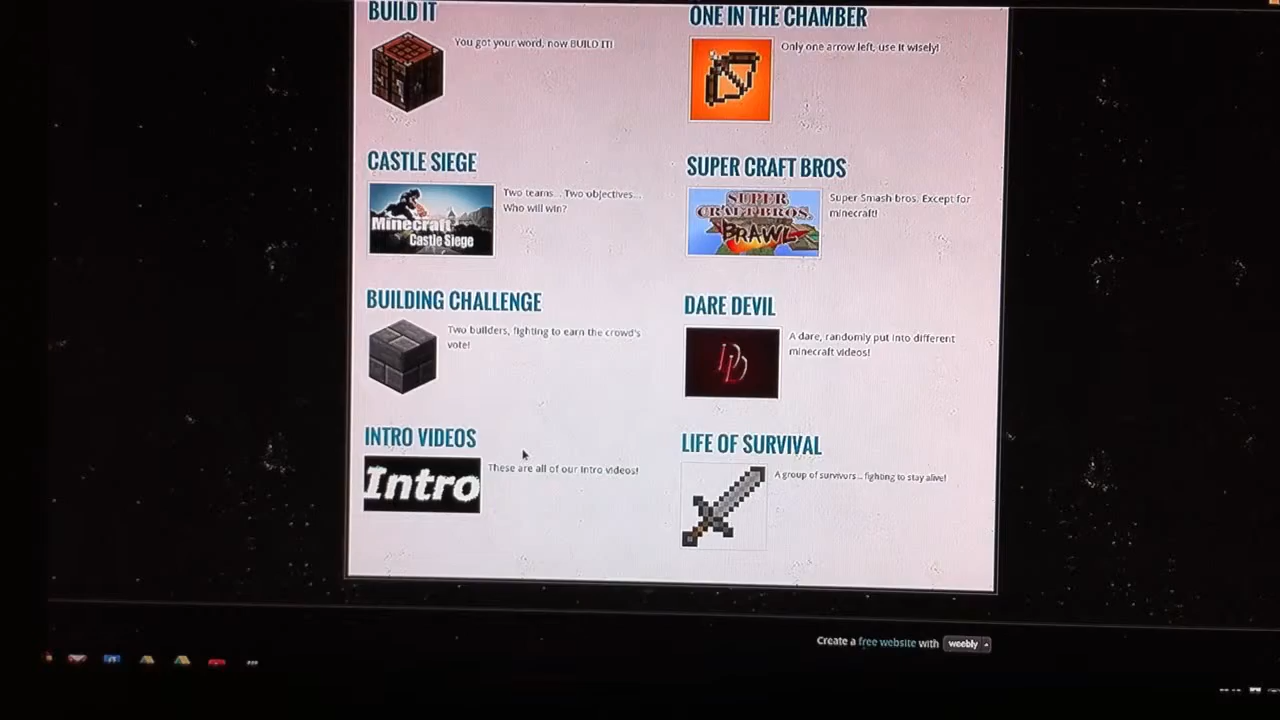 BUILD IT
You got your word, now BUILD IT!
ONE IN THE CHAMBER
Only one arrow left, use it wisely!
CASTLE SIEGE
Minecraft
Castle Siege
Two teams... Two objectives...
Who will win?
SUPER CRAFT BROS
SUPER
CRAFT BROS.
BRAWL
Super Smash bros. Except for
minecraft!
BUILDING CHALLENGE
Two builders, fighting to earn the crowd's
vote!
DARE DEVIL
DD
A dare, randomly put into different
minecraft videos!
INTRO VIDEOS
Intro
These are all of our intro videos!
LIFE OF SURVIVAL
A group of survivors... fighting to stay alive!
Create a free website with weebly